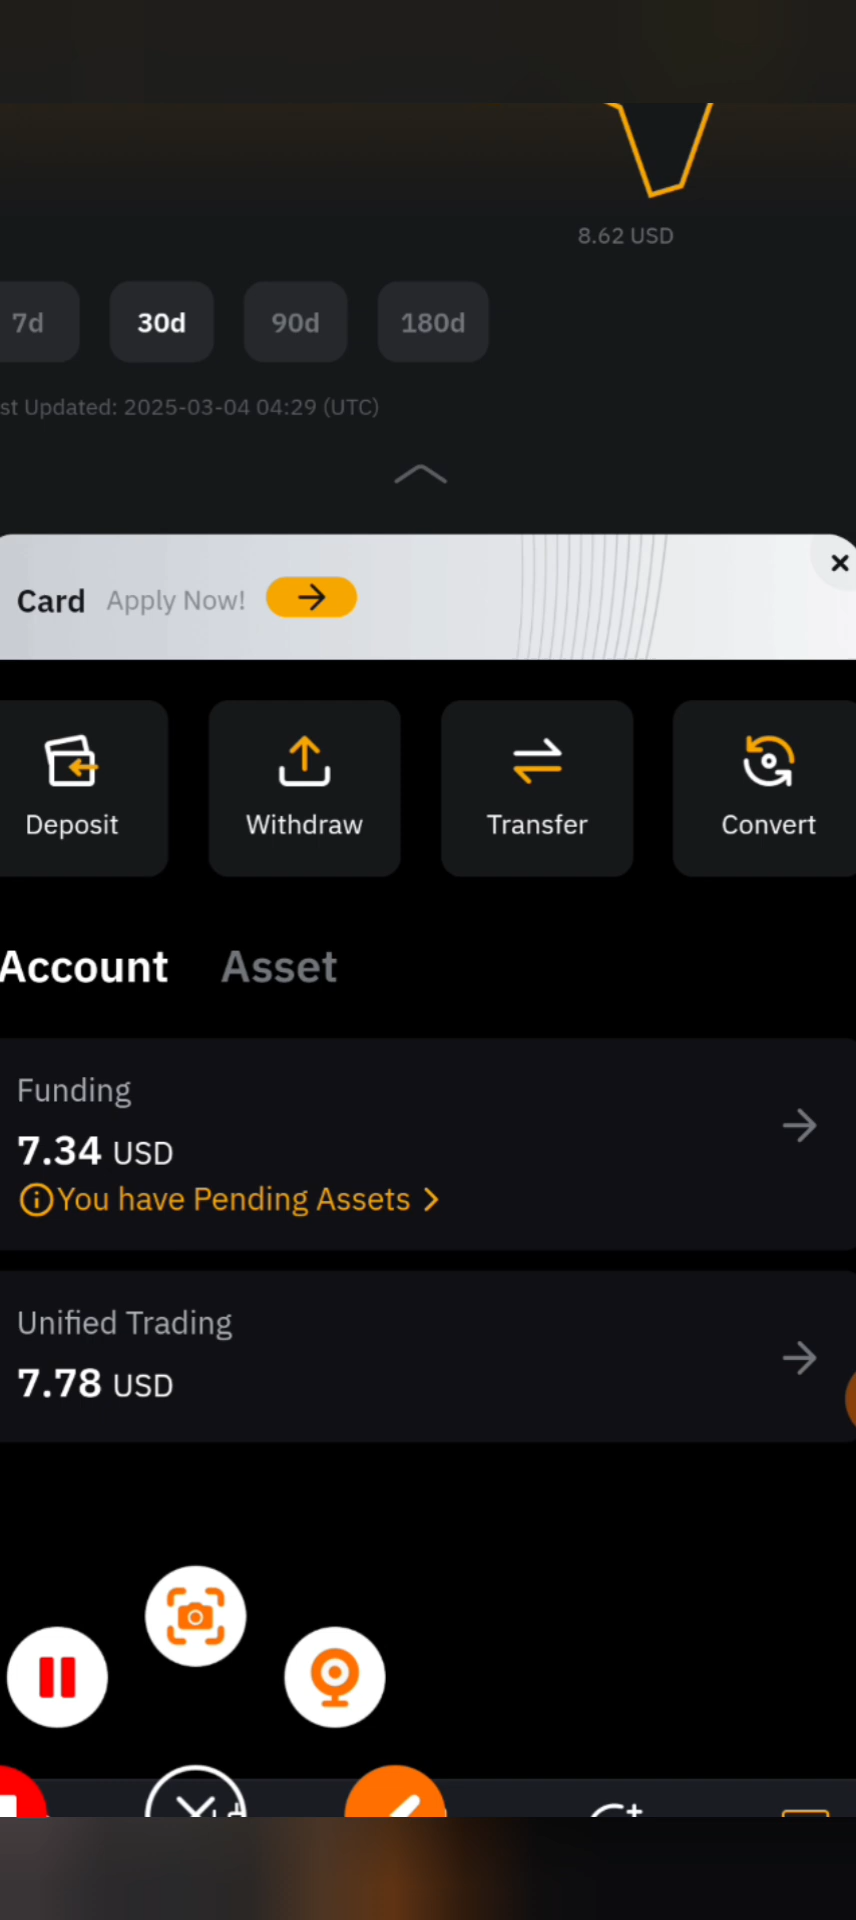 8.62 USD
7d 30d 90d 180d
st Updated: 2025-03-04 04:29 (UTC)
Card Apply Now!
Deposit Withdraw Transfer Convert
Account Asset
Funding
7.34 USD
You have Pending Assets
Unified Trading
7.78 USD